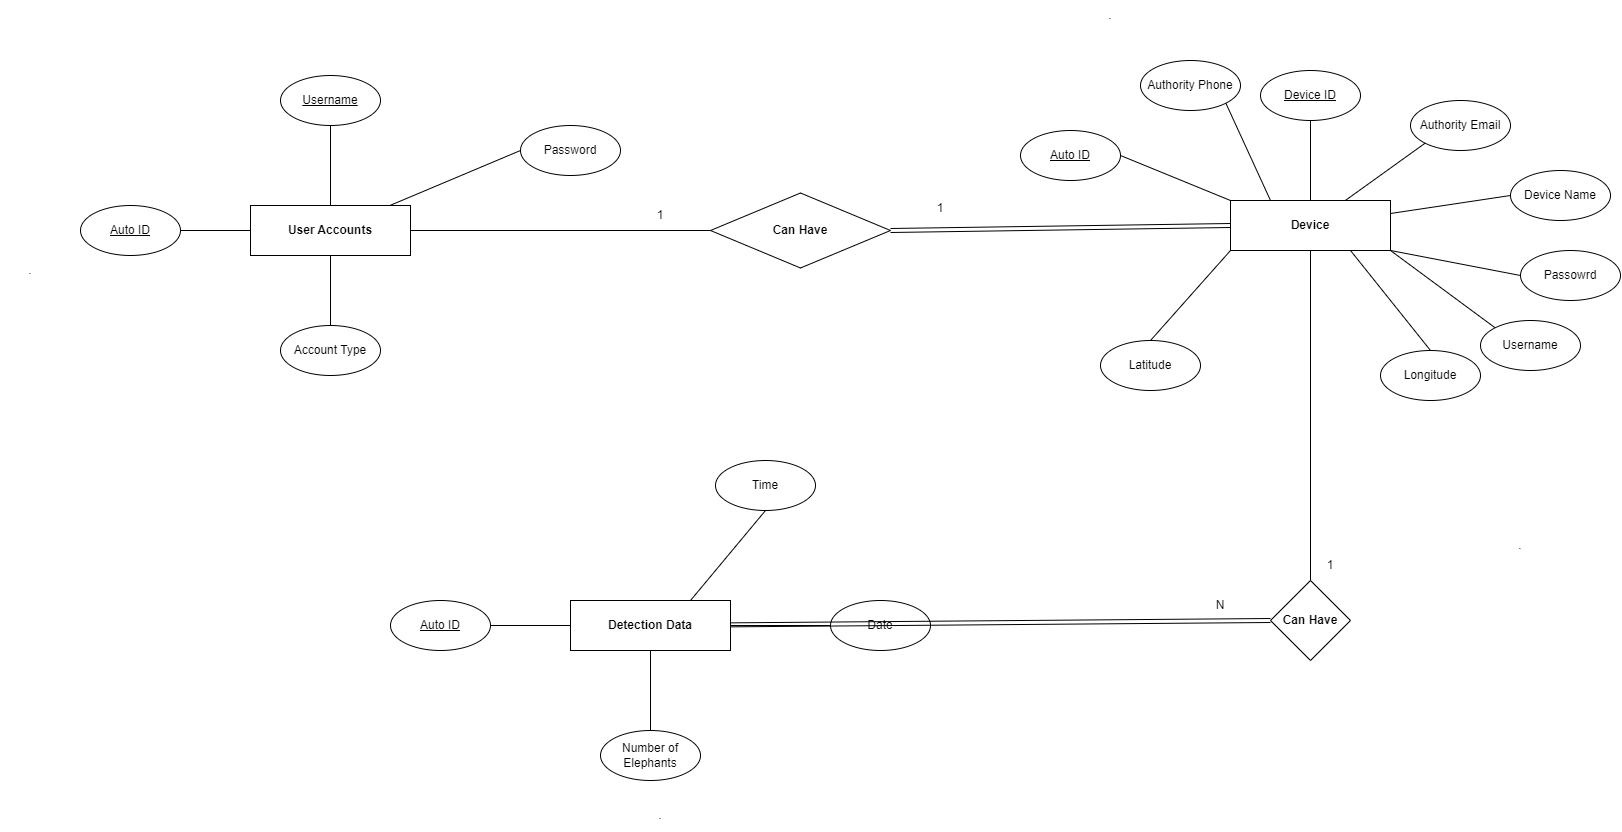 Authority Phone
Device ID
Username
Authority Email
Password
Auto ID
Device Name
1
1
Auto ID
User Accounts
Can Have
Device
Passowrd
Account Type
Latitude
Longitude
Username
Time
1
N
Auto ID
Detection Data
Date
Can Have
Number of
Elephants